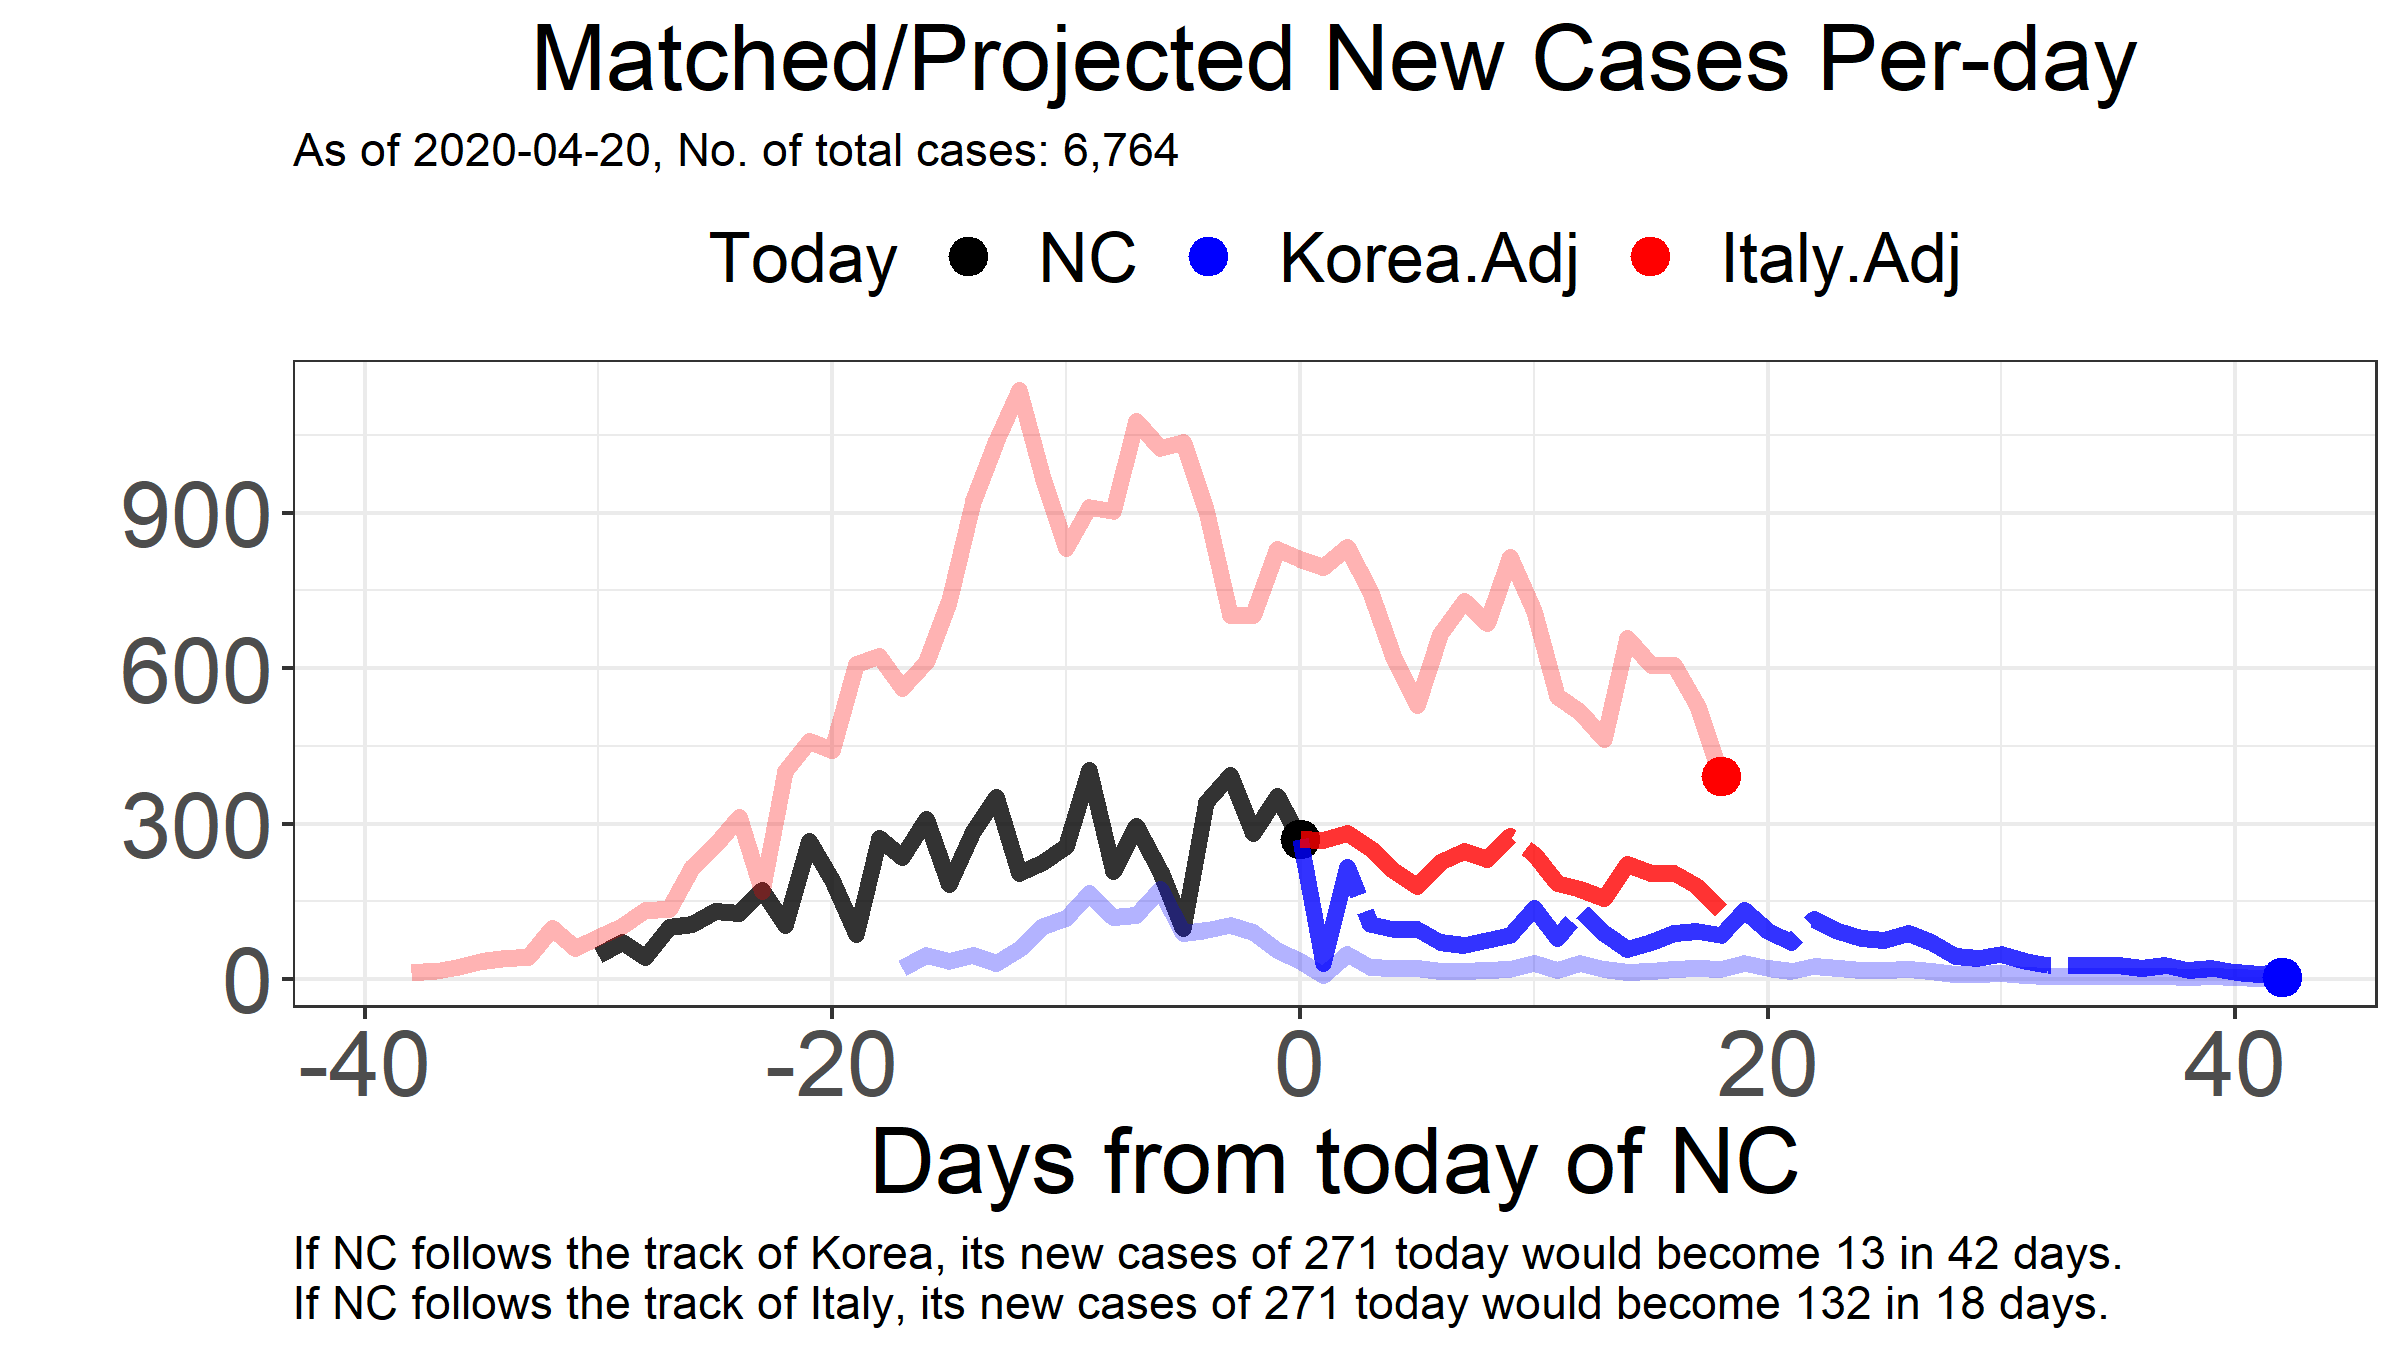 Matched/Projected New Cases Per-day
As of 2020-04-20, No. of total cases: 6,764
Today NC Korea.Adj Italy.Adj
900
600
300
0
-40 -20 0 20 40
Days from today of NC
If NC follows the track of Korea, its new cases of 271 today would become 13 in 42 days.
If NC follows the track of Italy, its new cases of 271 today would become 132 in 18 days.